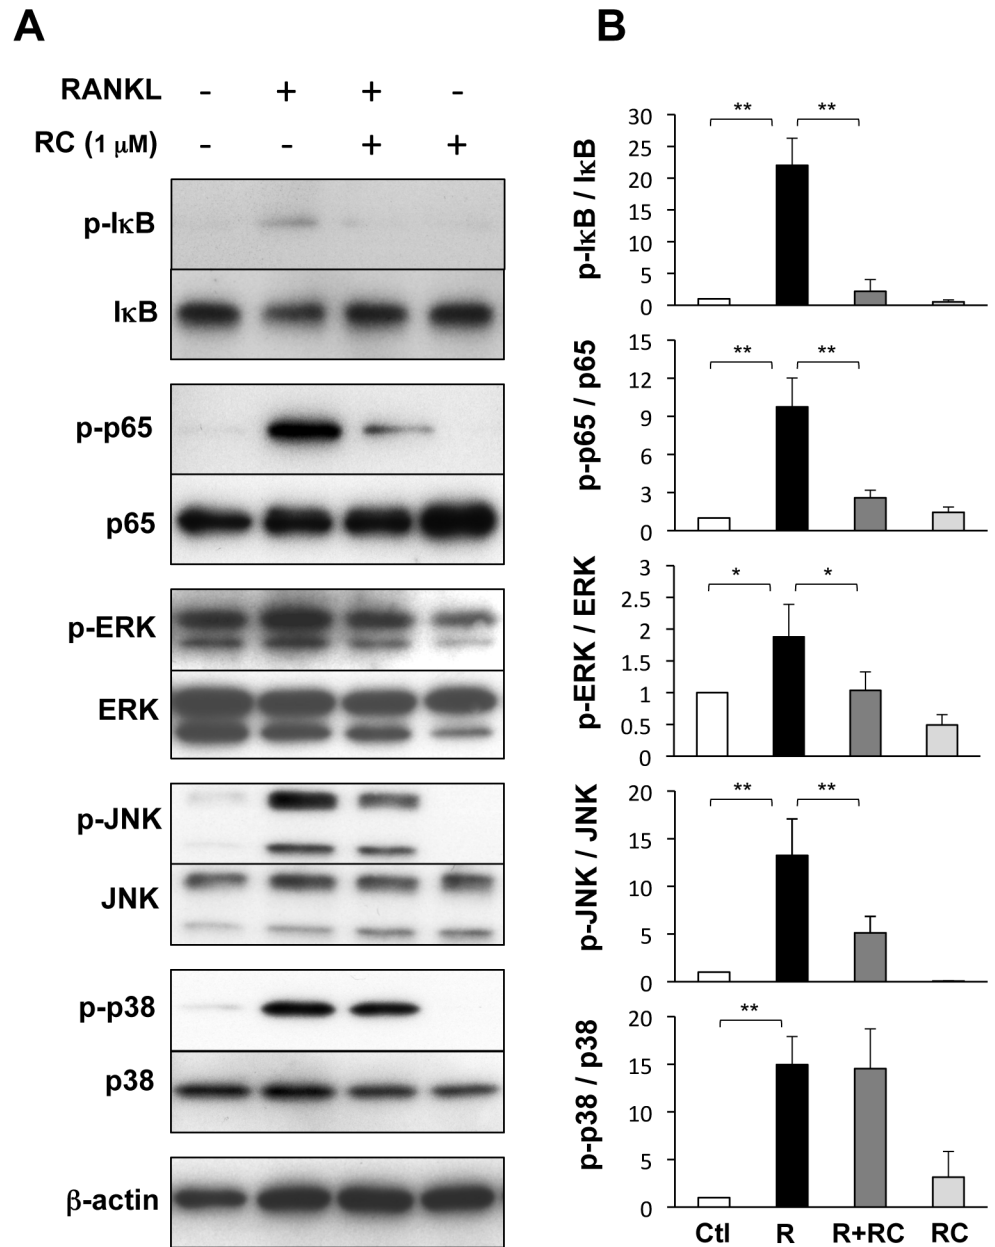 A
RANKL - + + -
RC (1 μM) - - + +
p-IκB
IκB
p-p65
p65
p-ERK
ERK
p-JNK
JNK
p-p38
p38
β-actin
B
p-IκB / IκB
30
25
20
15
10
5
0
** **
p-p65 / p65
15
12
9
6
3
0
** **
p-ERK / ERK
3
2.5
2
1.5
1
0.5
0
* *
p-JNK / JNK
20
15
10
5
0
** **
p-p38 / p38
20
15
10
5
0
**
Ctl R R+RC RC